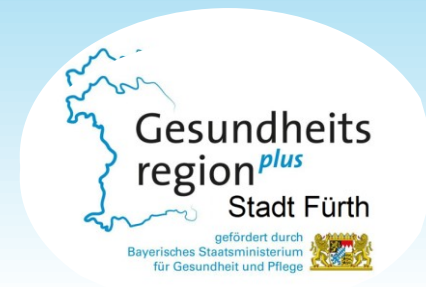 Gesundheits
region plus
Stadt Fürth
gefördert durch
Bayerisches Staatsministerium
für Gesundheit und Pflege